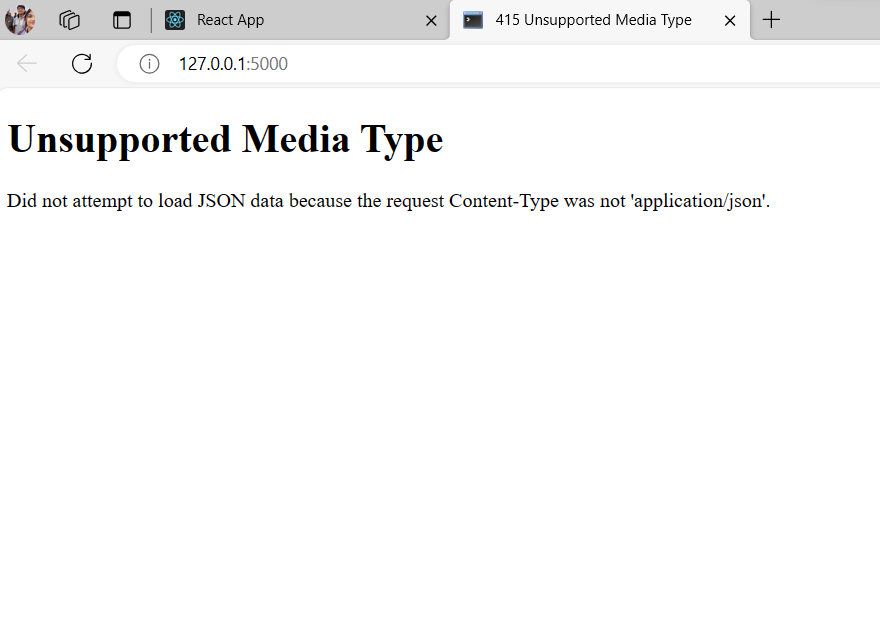 React App
415 Unsupported Media Type
127.0.0.1:5000
Unsupported Media Type
Did not attempt to load JSON data because the request Content-Type was not 'application/json'.